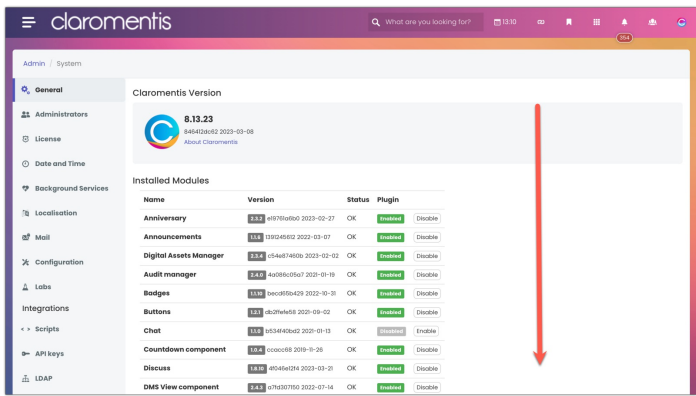 claromentis
What are you looking for?
13:10
354
Admin / System
General
Administrators
License
Date and Time
Background Services
Localisation
Mail
Configuration
Labs
Integrations
Scripts
API keys
LDAP
Claromentis Version
8.13.23
846412dc62 2023-03-08
About Claromentis
Installed Modules
Name Version Status Plugin
Anniversary 2.3.2 e19761a6b0 2023-02-27 OK Enabled Disable
Announcements 1.1.6 1391245612 2022-03-07 OK Enabled Disable
Digital Assets Manager 2.3.4 c54e87460b 2023-02-02 OK Enabled Disable
Audit manager 2.4.0 4a086c05a7 2021-01-19 OK Enabled Disable
Badges 1.1.10 becd65b429 2022-10-31 OK Enabled Disable
Buttons 1.2.1 db2f1efe56 2021-09-02 OK Enabled Disable
Chat 1.1.0 b534f40bd2 2021-01-13 OK Disabled Enable
Countdown component 1.0.4 ccacc68 2019-11-26 OK Enabled Disable
Discuss 1.8.10 4f046e12f4 2023-03-21 OK Enabled Disable
DMS View component 2.4.3 a7fd307f50 2022-07-14 OK Enabled Disable